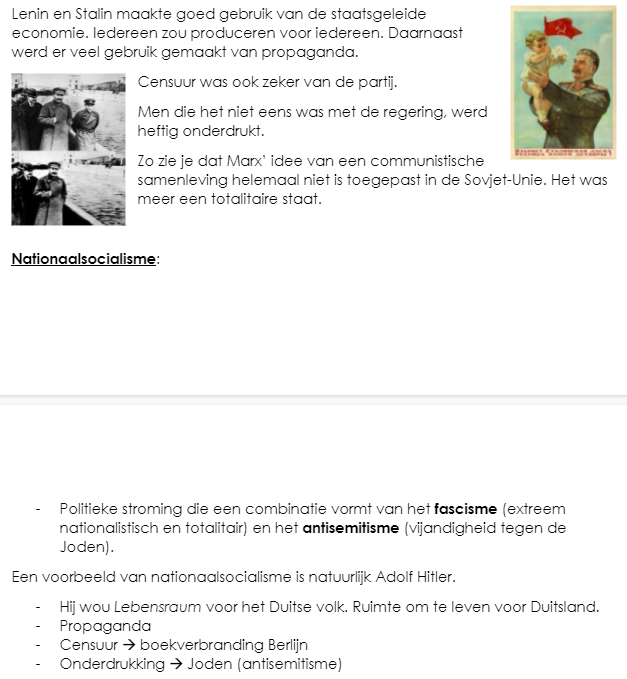 Lenin en Stalin maakte goed gebruik van de staatsgeleide
economie. Iedereen zou produceren voor iedereen. Daarnaast
werd er veel gebruik gemaakt van propaganda.
Censuur was ook zeker van de partij.
Men die het niet eens was met de regering, werd
heftig onderdrukt.
Zo zie je dat Marx' idee van een communistische
samenleving helemaal niet is toegepast in de Sovjet-Unie. Het was
meer een totalitaire staat.
Nationaalsocialisme:
- Politieke stroming die een combinatie vormt van het fascisme (extreem
nationalistisch en totalitair) en het antisemitisme (vijandigheid tegen de
Joden).
Een voorbeeld van nationaalsocialisme is natuurlijk Adolf Hitler.
- Hij wou Lebensraum voor het Duitse volk. Ruimte om te leven voor Duitsland.
- Propaganda
- Censuur → boekverbranding Berlijn
- Onderdrukking → Joden (antisemitisme)